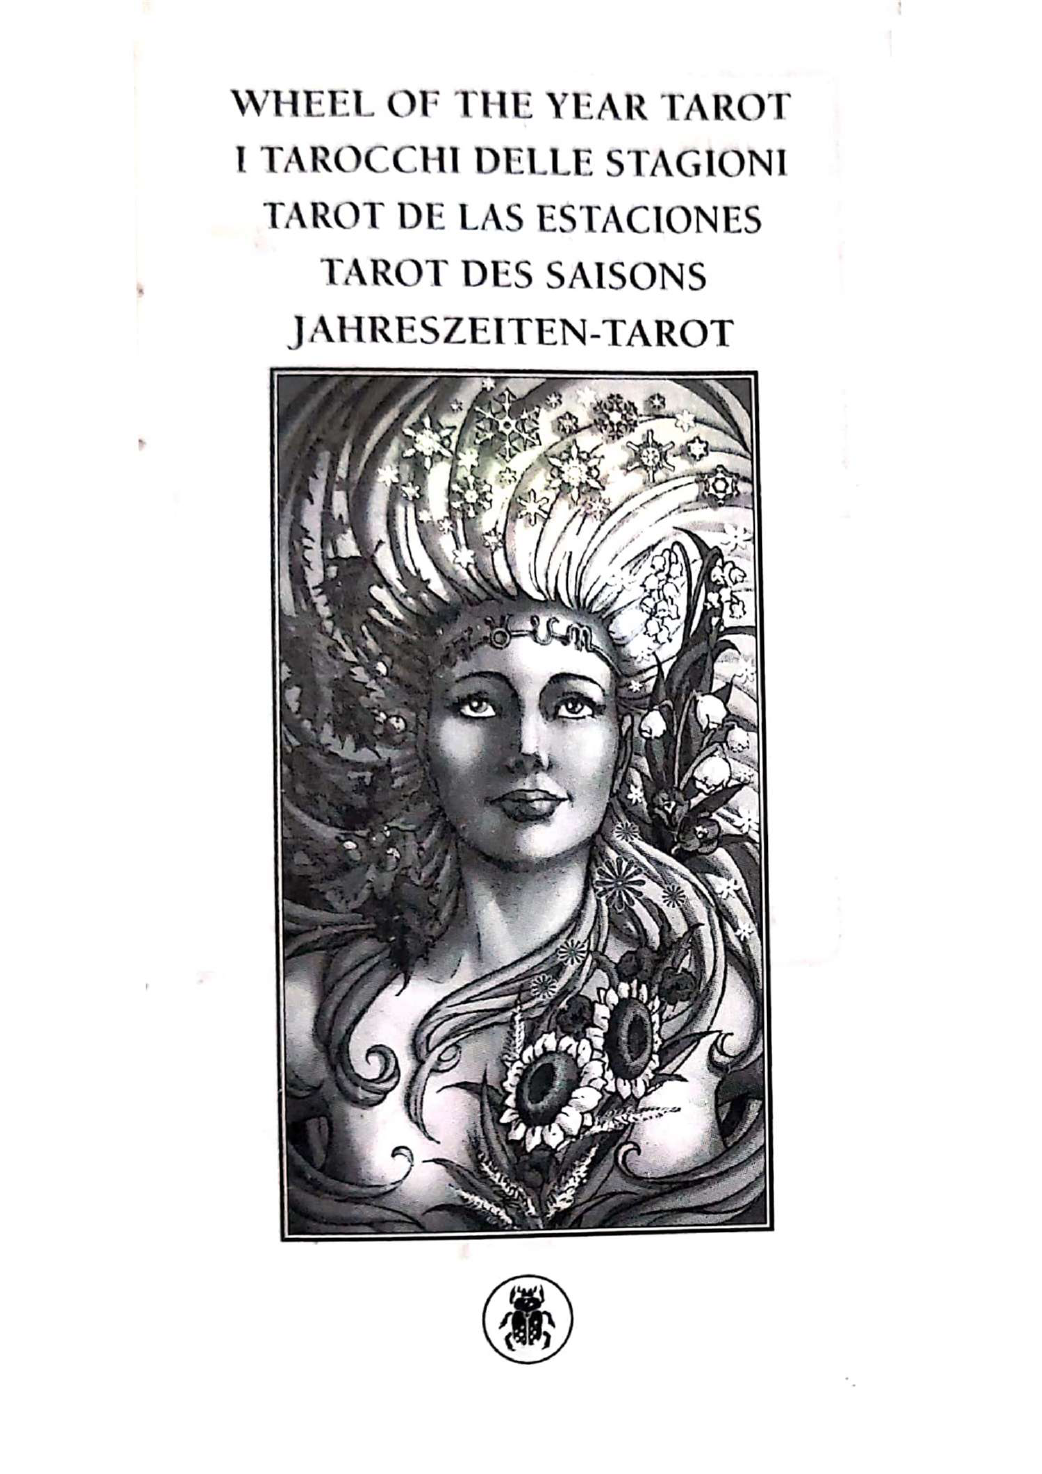 WHEEL OF THE YEAR TAROT
I TAROCCHI DELLE STAGIONI
TAROT DE LAS ESTACIONES
TAROT DES SAISONS
JAHRESZEITEN-TAROT